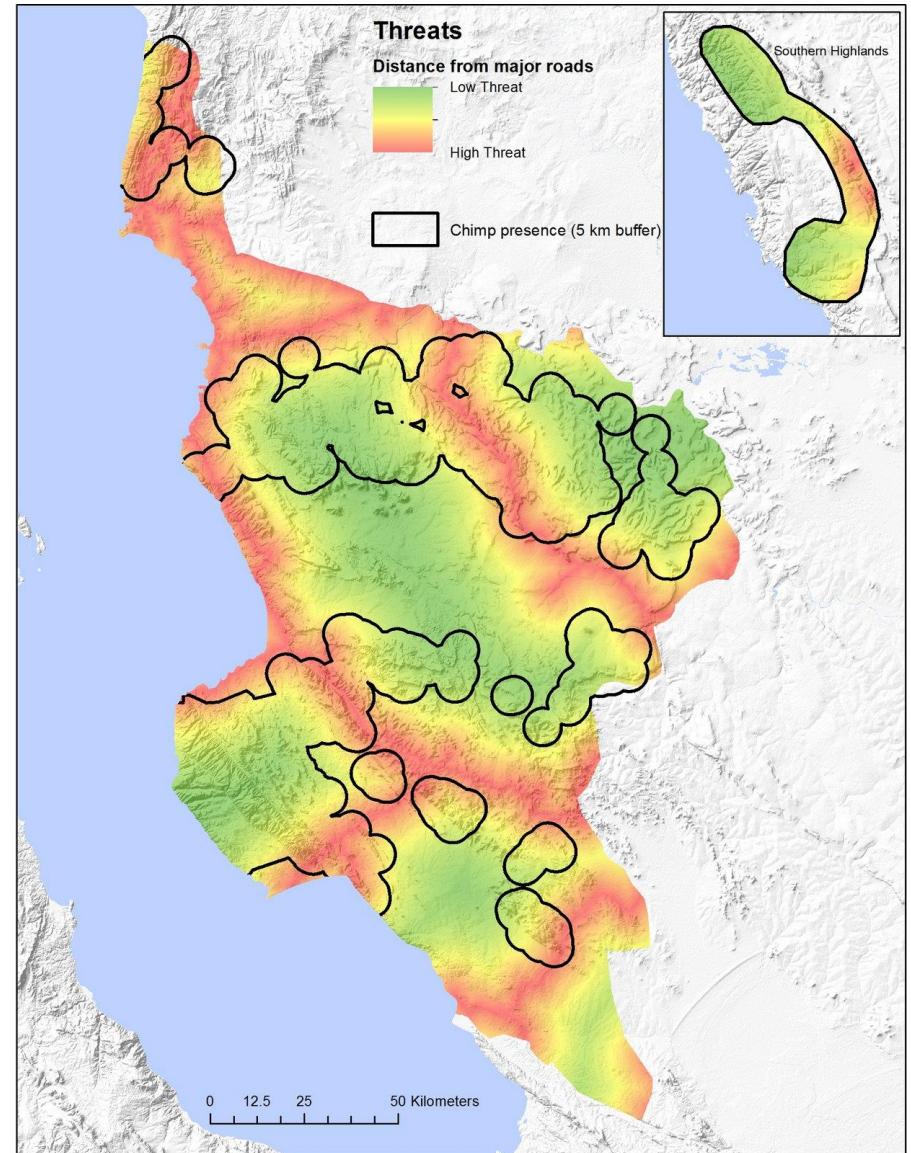 Threats
Distance from major roads
Low Threat
High Threat
Chimp presence (5 km buffer)
Southern Highlands
0 12.5 25 50 Kilometers